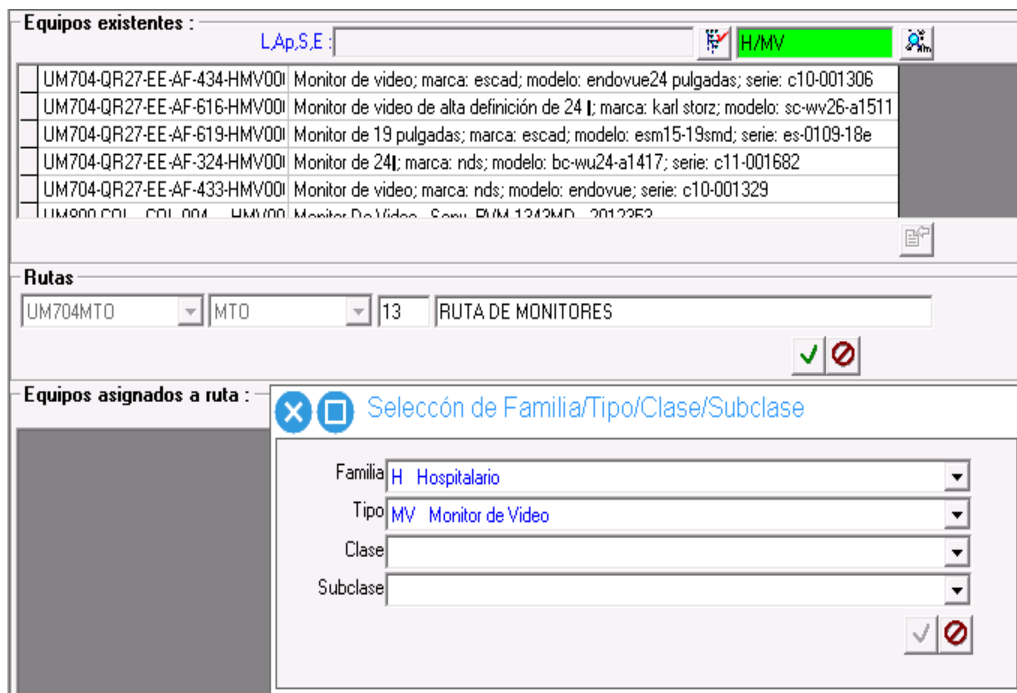 Equipos existentes :
L,Ap,S,E : H/MV
UM704-QR27-EE-AF-434-HMV00 Monitor de video; marca: escad; modelo: endovue24 pulgadas; serie: c10-001306
UM704-QR27-EE-AF-616-HMV00 Monitor de video de alta definición de 24 ; marca: karl storz; modelo: sc-wv26-a1511
UM704-QR27-EE-AF-619-HMV00 Monitor de 19 pulgadas; marca: escad; modelo: esm15-19smd; serie: es-0109-18e
UM704-QR27-EE-AF-324-HMV00 Monitor de 24; marca: nds; modelo: bc-wu24-a1417; serie: c11-001682
UM704-QR27-EE-AF-433-HMV00 Monitor de video; marca: nds; modelo: endovue; serie: c10-001329
Monitor De Video
Rutas
UM704MTO MTO 13 RUTA DE MONITORES
Equipos asignados a ruta :
Seleccón de Familia/Tipo/Clase/Subclase
Familia H Hospitalario
Tipo MV Monitor de Video
Clase
Subclase